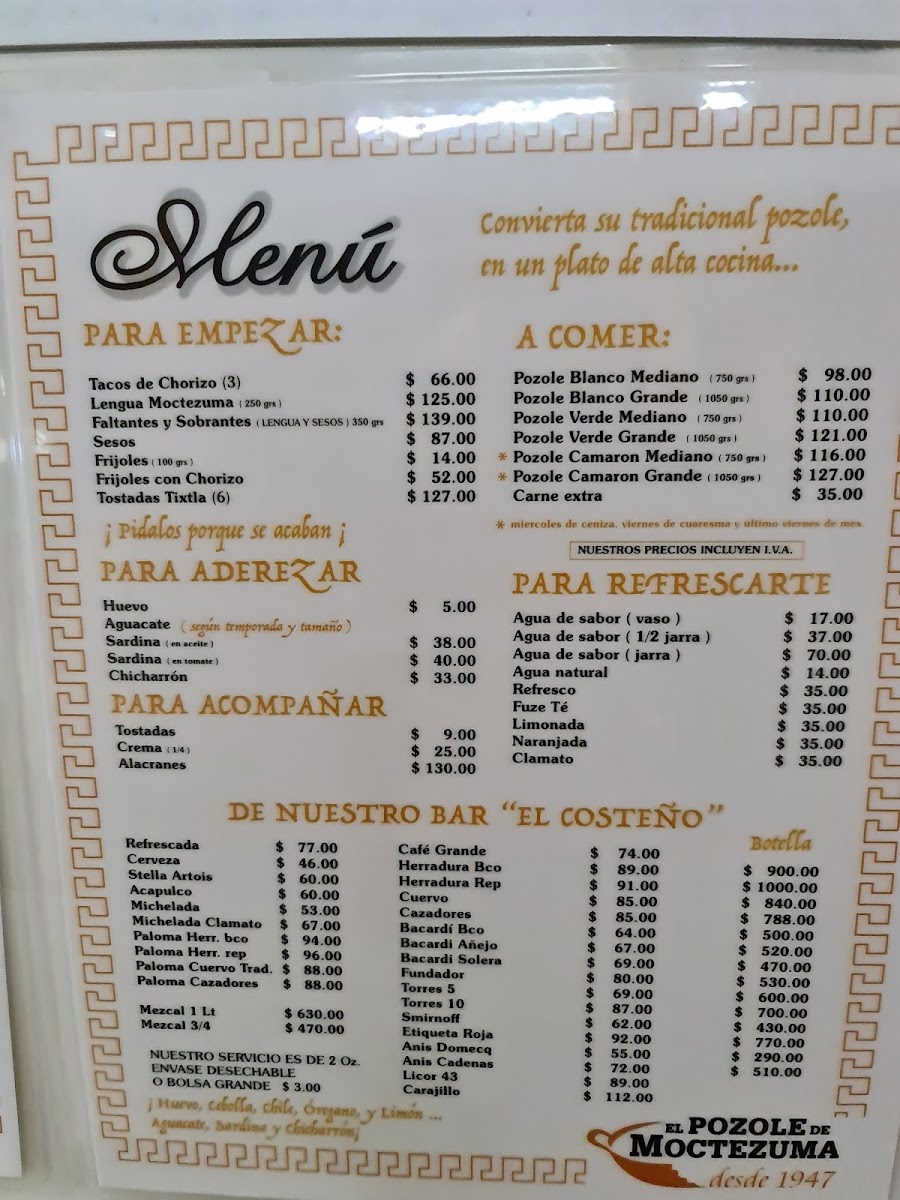 Menú
Convierta su tradicional pozole,
en un plato de alta cocina...
PARA EMPEZAR:
Tacos de Chorizo (3) $ 66.00
Lengua Moctezuma ( 250 grs ) $ 125.00
Faltantes y Sobrantes ( LENGUA Y SESOS ) 350 grs $ 139.00
Sesos $ 87.00
Frijoles ( 100 grs ) $ 14.00
Frijoles con Chorizo $ 52.00
Tostadas Tixtla (6) $ 127.00
¡ Pidalos porque se acaban ¡
PARA ADEREZAR
Huevo $ 5.00
Aguacate ( según temporada y tamaño )
Sardina ( en aceite ) $ 38.00
Sardina ( en tomate ) $ 40.00
Chicharrón $ 33.00
PARA ACOMPAÑAR
Tostadas $ 9.00
Crema ( 1/4 ) $ 25.00
Alacranes $ 130.00
A COMER:
Pozole Blanco Mediano ( 750 grs ) $ 98.00
Pozole Blanco Grande ( 1050 grs ) $ 110.00
Pozole Verde Mediano ( 750 grs ) $ 110.00
Pozole Verde Grande ( 1050 grs ) $ 121.00
* Pozole Camaron Mediano ( 750 grs ) $ 116.00
* Pozole Camaron Grande ( 1050 grs ) $ 127.00
Carne extra $ 35.00
* miercoles de ceniza, viernes de cuaresma y último viernes de mes.
NUESTROS PRECIOS INCLUYEN I.V.A.
PARA REFRESCARTE
Agua de sabor ( vaso ) $ 17.00
Agua de sabor ( 1/2 jarra ) $ 37.00
Agua de sabor ( jarra ) $ 70.00
Agua natural $ 14.00
Refresco $ 35.00
Fuze Té $ 35.00
Limonada $ 35.00
Naranjada $ 35.00
Clamato $ 35.00
DE NUESTRO BAR "EL COSTEÑO"
Refrescada $ 77.00
Cerveza $ 46.00
Stella Artois $ 60.00
Acapulco $ 60.00
Michelada $ 53.00
Michelada Clamato $ 67.00
Paloma Herr. bco $ 94.00
Paloma Herr. rep $ 96.00
Paloma Cuervo Trad. $ 88.00
Paloma Cazadores $ 88.00
Mezcal 1 Lt $ 630.00
Mezcal 3/4 $ 470.00
NUESTRO SERVICIO ES DE 2 Oz.
ENVASE DESECHABLE
O BOLSA GRANDE $ 3.00
Botella
Café Grande $ 74.00
Herradura Bco $ 89.00 $ 900.00
Herradura Rep $ 91.00 $ 1000.00
Cuervo $ 85.00 $ 840.00
Cazadores $ 85.00 $ 788.00
Bacardí Bco $ 64.00 $ 500.00
Bacardi Añejo $ 67.00 $ 520.00
Bacardi Solera $ 69.00 $ 470.00
Fundador $ 80.00 $ 530.00
Torres 5 $ 69.00 $ 600.00
Torres 10 $ 87.00 $ 700.00
Smirnoff $ 62.00 $ 430.00
Etiqueta Roja $ 92.00 $ 770.00
Anis Domecq $ 55.00 $ 290.00
Anis Cadenas $ 72.00 $ 510.00
Licor 43 $ 89.00
Carajillo $ 112.00
¡ Huevo, Cebolla, Chile, Óregano, y Limón ...
Aguacate, Sardina y Chicharrón¡
EL POZOLE DE
MOCTEZUMA
desde 1947